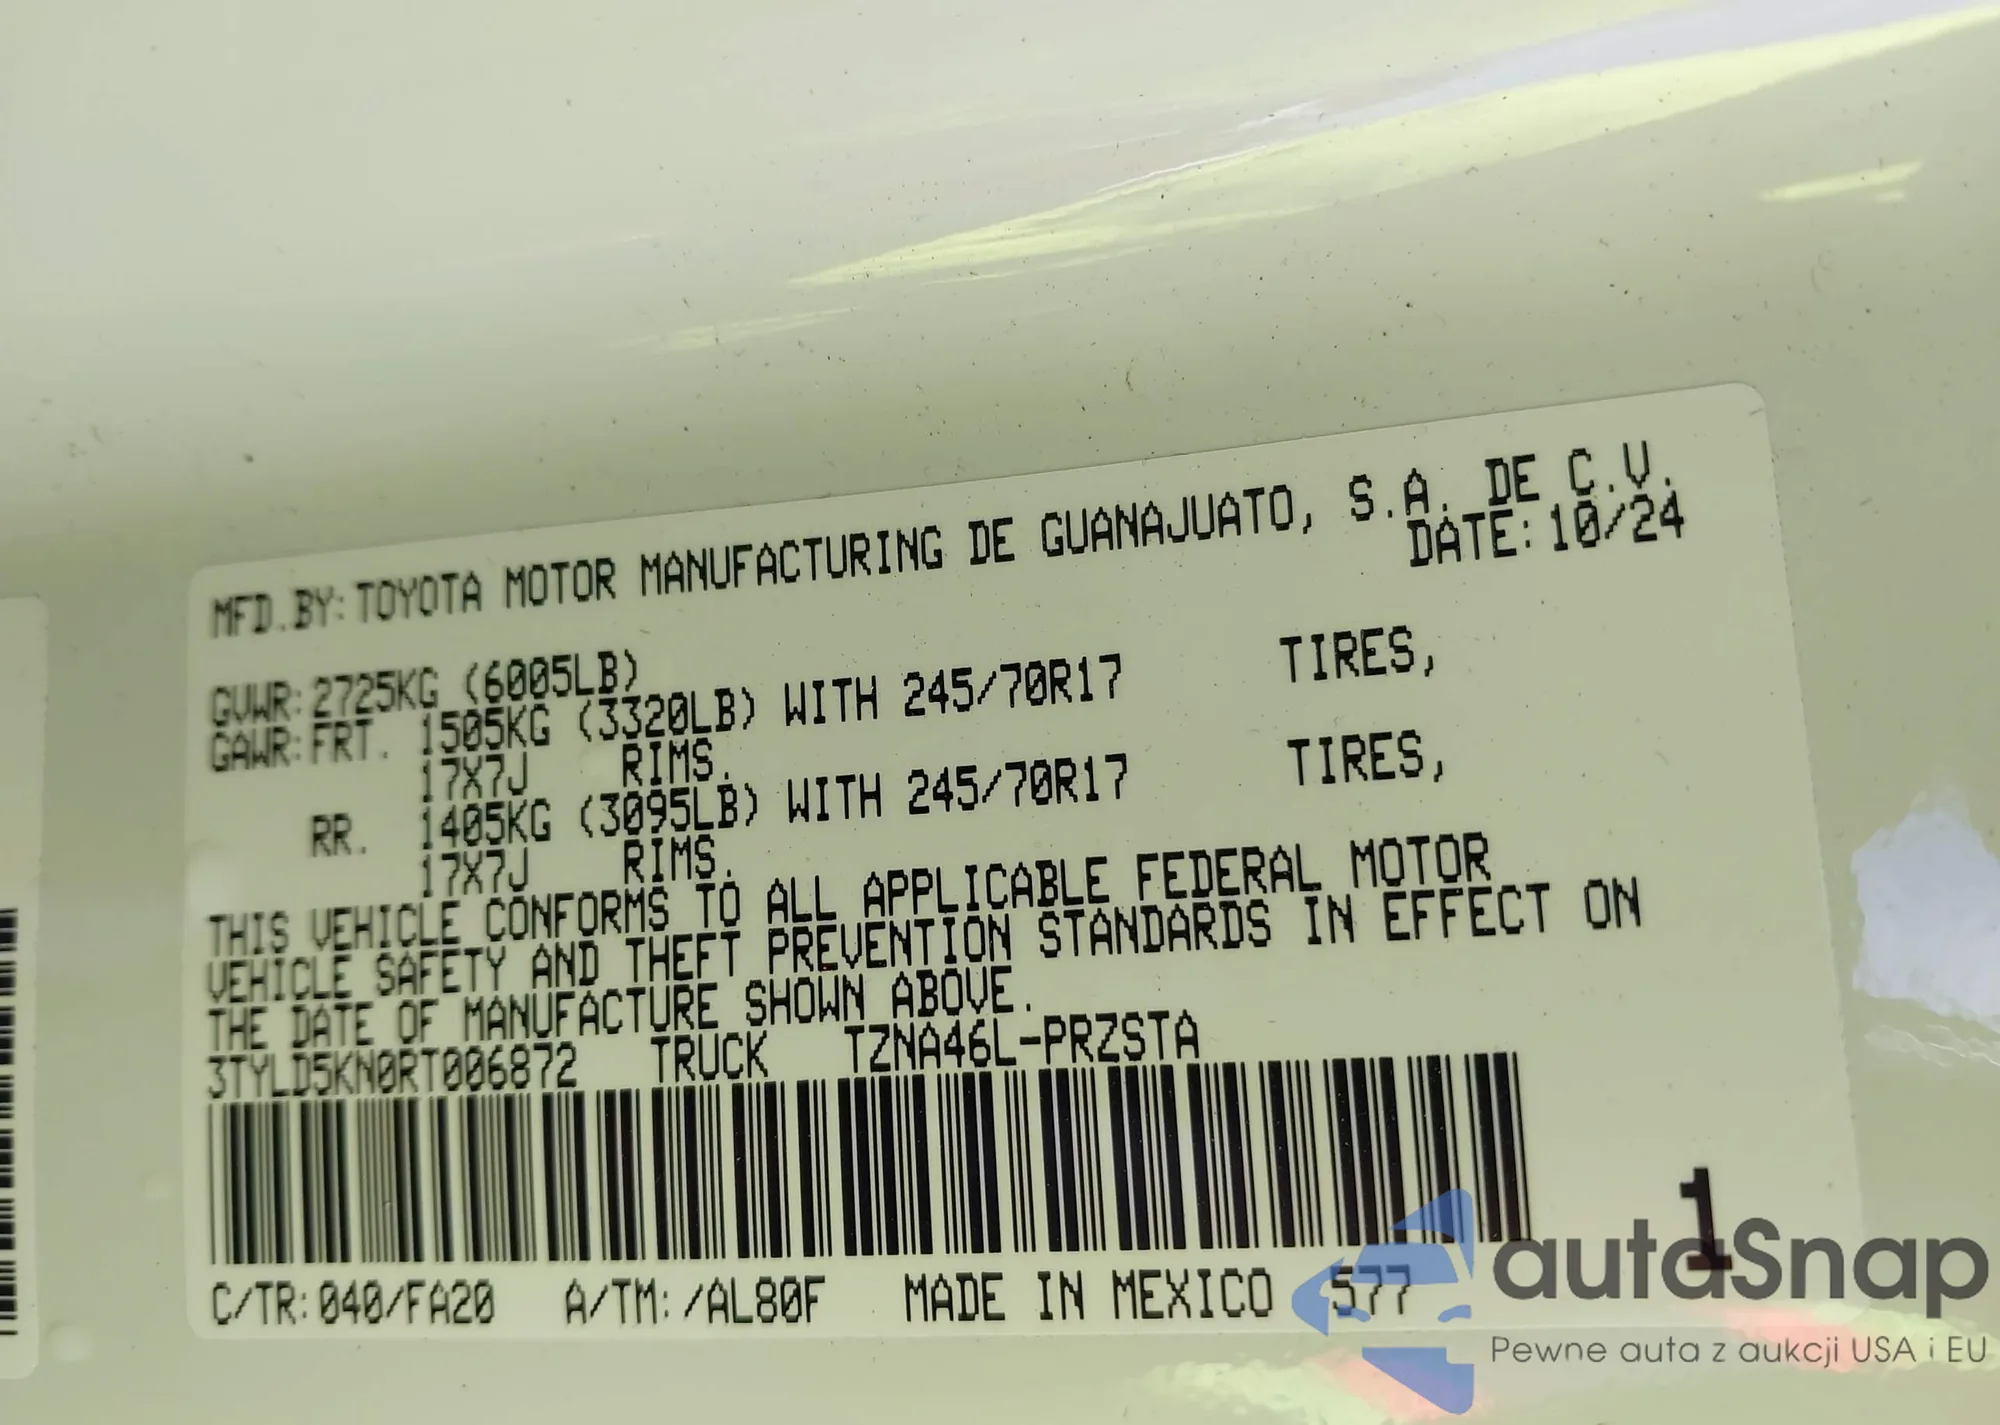 MFD.BY:TOYOTA MOTOR MANUFACTURING DE GUANAJUATO, S.A. DE C.V.
DATE:10/24
GVWR:2725KG (6005LB)
GAWR:FRT. 1505KG (3320LB) WITH 245/70R17 TIRES,
17X7J RIMS.
RR. 1405KG (3095LB) WITH 245/70R17 TIRES,
17X7J RIMS.
THIS VEHICLE CONFORMS TO ALL APPLICABLE FEDERAL MOTOR
VEHICLE SAFETY AND THEFT PREVENTION STANDARDS IN EFFECT ON
THE DATE OF MANUFACTURE SHOWN ABOVE.
3TYLD5KN0RT006872 TRUCK TZNA46L-PRZSTA
1
C/TR:040/FA20 A/TM:/AL80F MADE IN MEXICO 577
autoSnap
Pewne auta z aukcji USA i EU